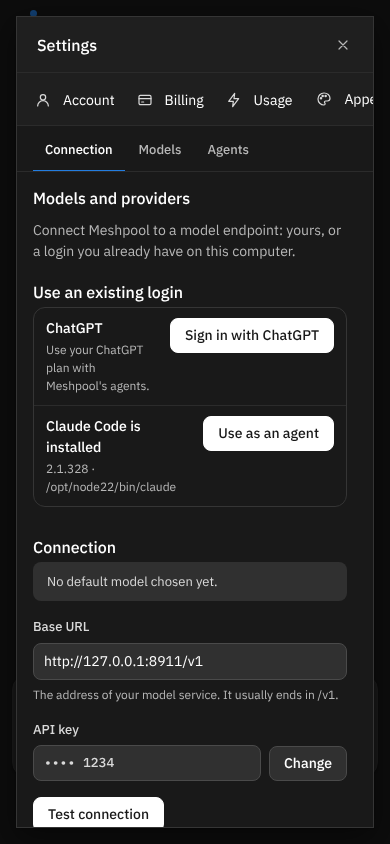 Settings
Account Billing Usage Appe
Connection Models Agents
Models and providers
Connect Meshpool to a model endpoint: yours, or
a login you already have on this computer.
Use an existing login
ChatGPT
Use your ChatGPT
plan with
Meshpool's agents.
Sign in with ChatGPT
Claude Code is
installed
2.1.328 ·
/opt/node22/bin/claude
Use as an agent
Connection
No default model chosen yet.
Base URL
http://127.0.0.1:8911/v1
The address of your model service. It usually ends in /v1.
API key
•••• 1234
Change
Test connection